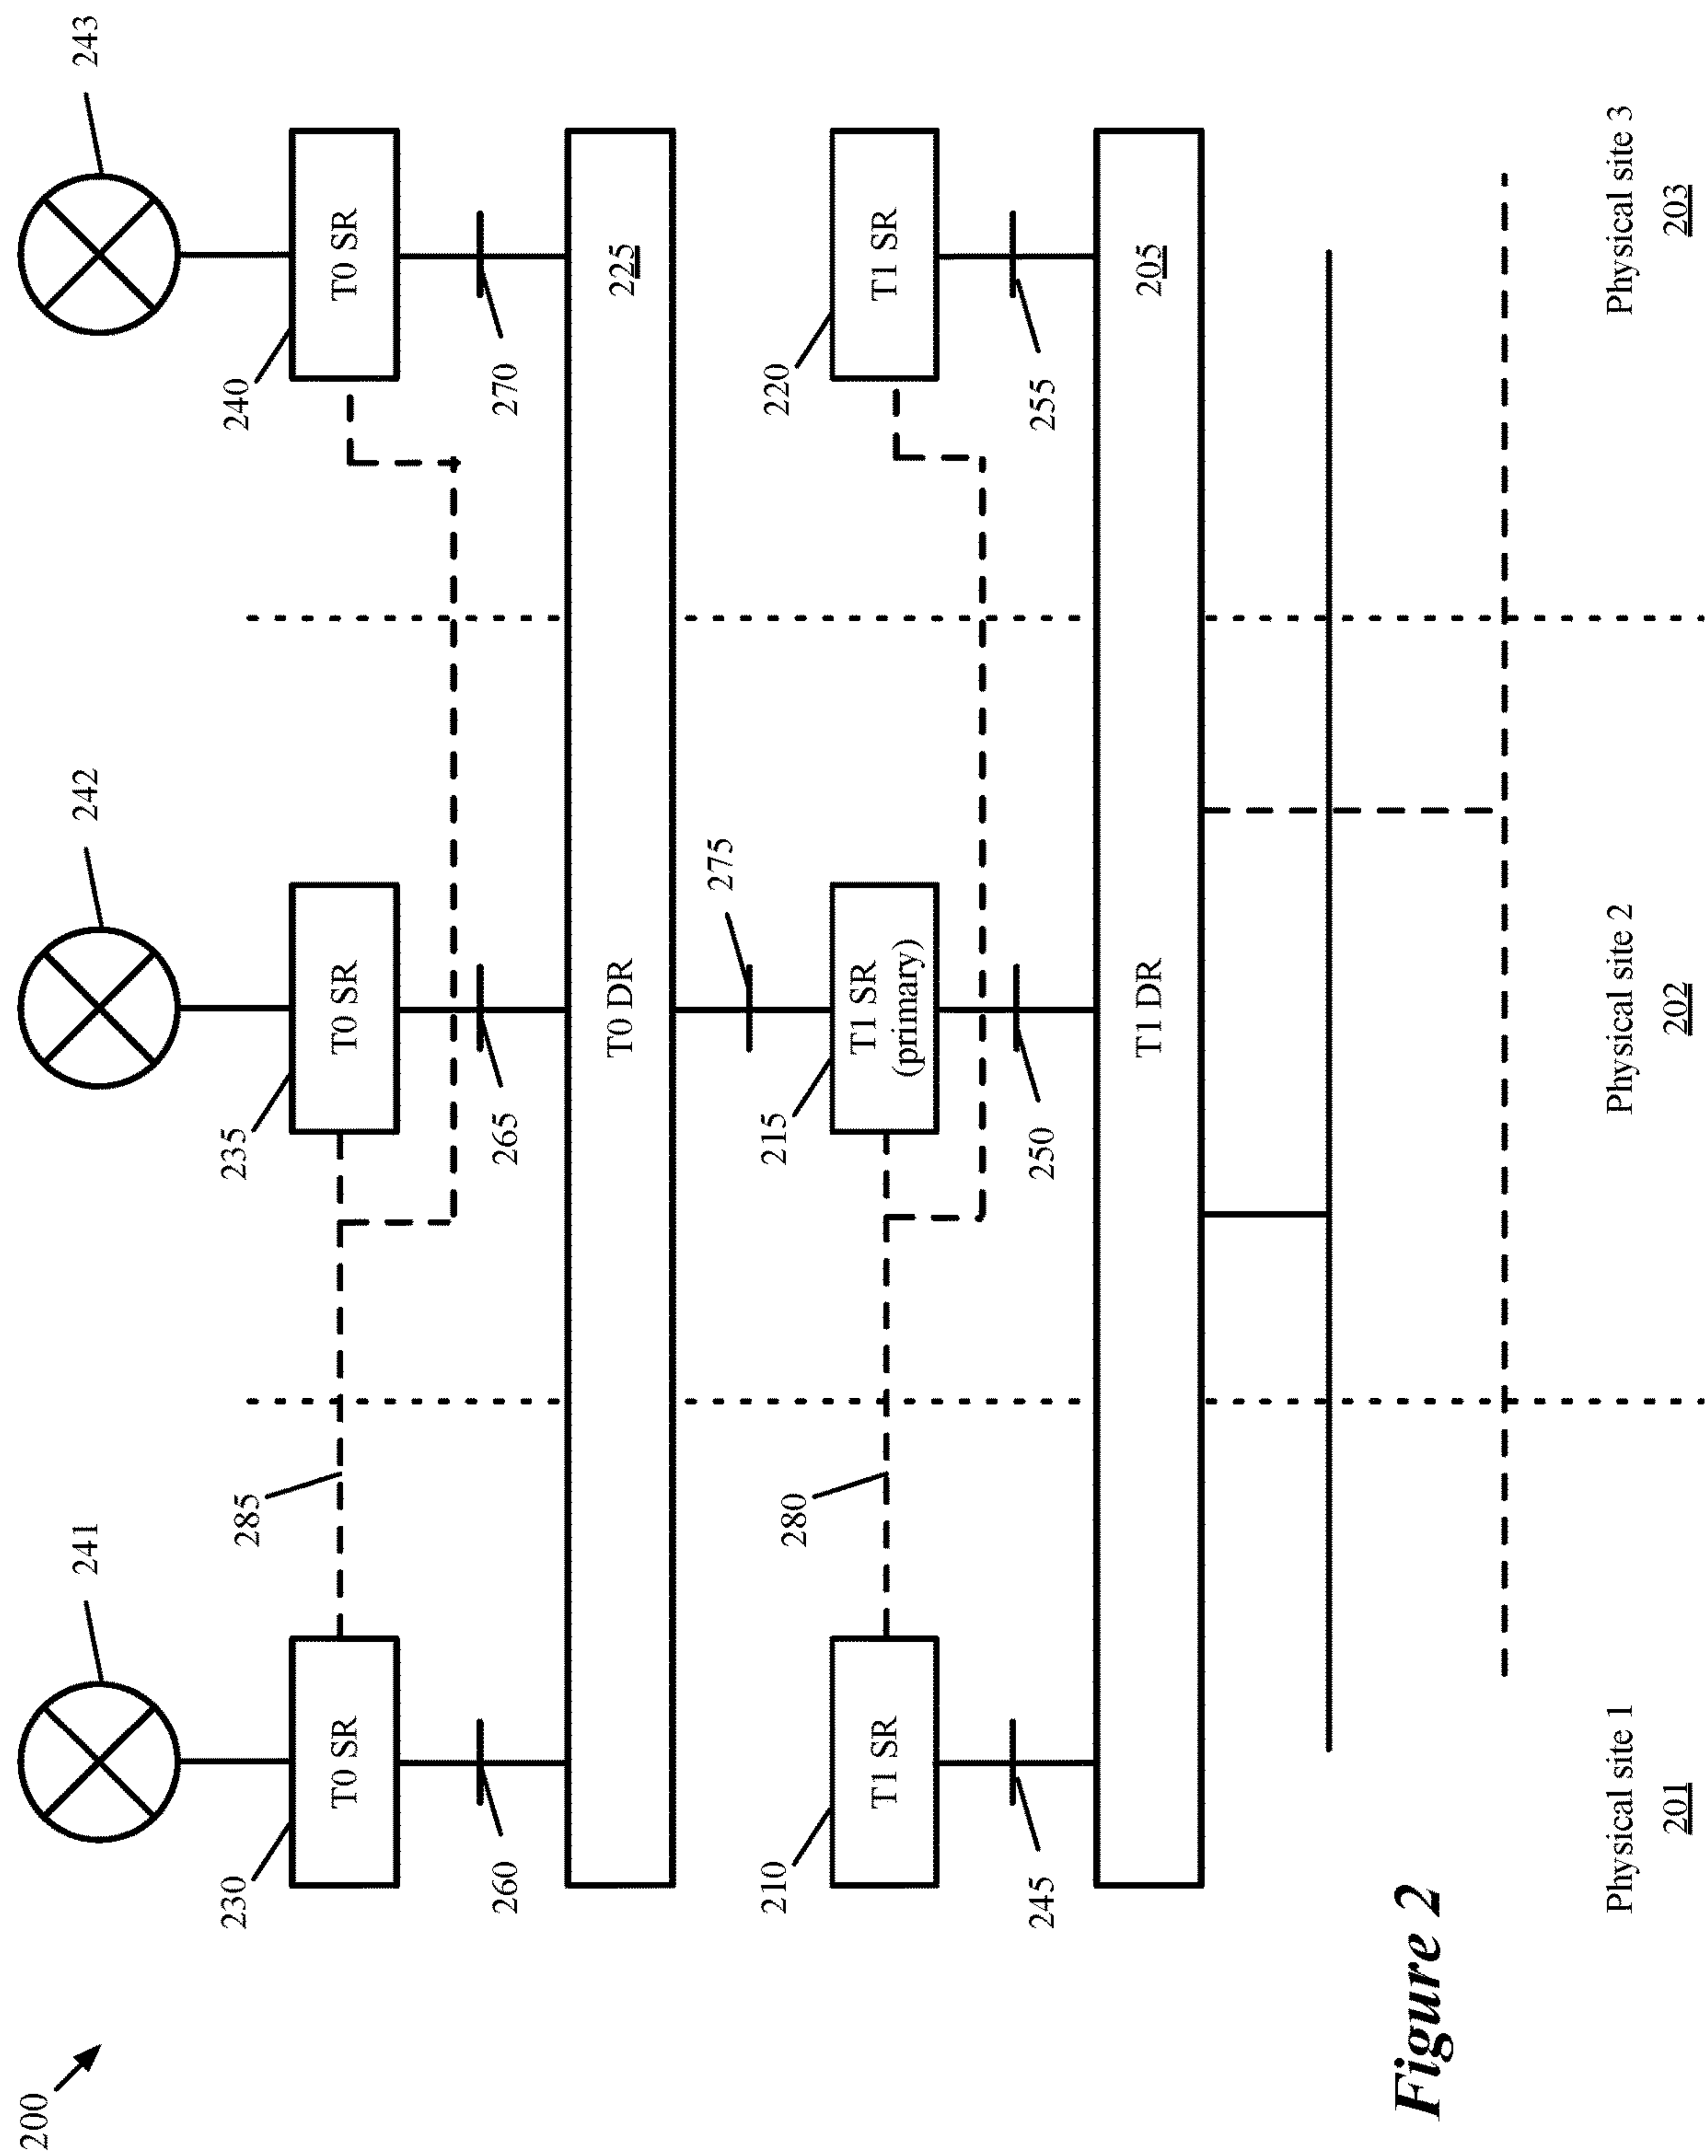 200
241
242
243
230
T0 SR
235
T0 SR
240
T0 SR
285
260
265
270
T0 DR
225
275
210
T1 SR
215
T1 SR
(primary)
220
T1 SR
280
245
250
255
T1 DR
205
Figure 2
Physical site 1
201
Physical site 2
202
Physical site 3
203